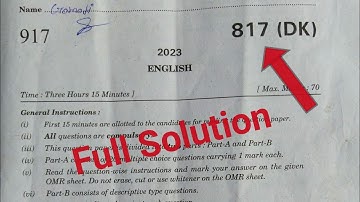 Name
917
817 (DK)
2023
ENGLISH
Time : Three Hours 15 Minutes ] [ Max. : 70
General Instructions :
(i) First 15 minutes are allotted to the candidates for the question paper.
(ii) All questions are compuls
(iii) This question divided parts : Part-A and Part-B
(iv) Part-A multiple choice questions carrying 1 mark each.
(v) Read the question-wise instructions and mark your answer on the given
OMR sheet. Do not erase, cut or use whitener on the OMR sheet.
(vi) Part-B consists of descriptive type questions.
Full Solution